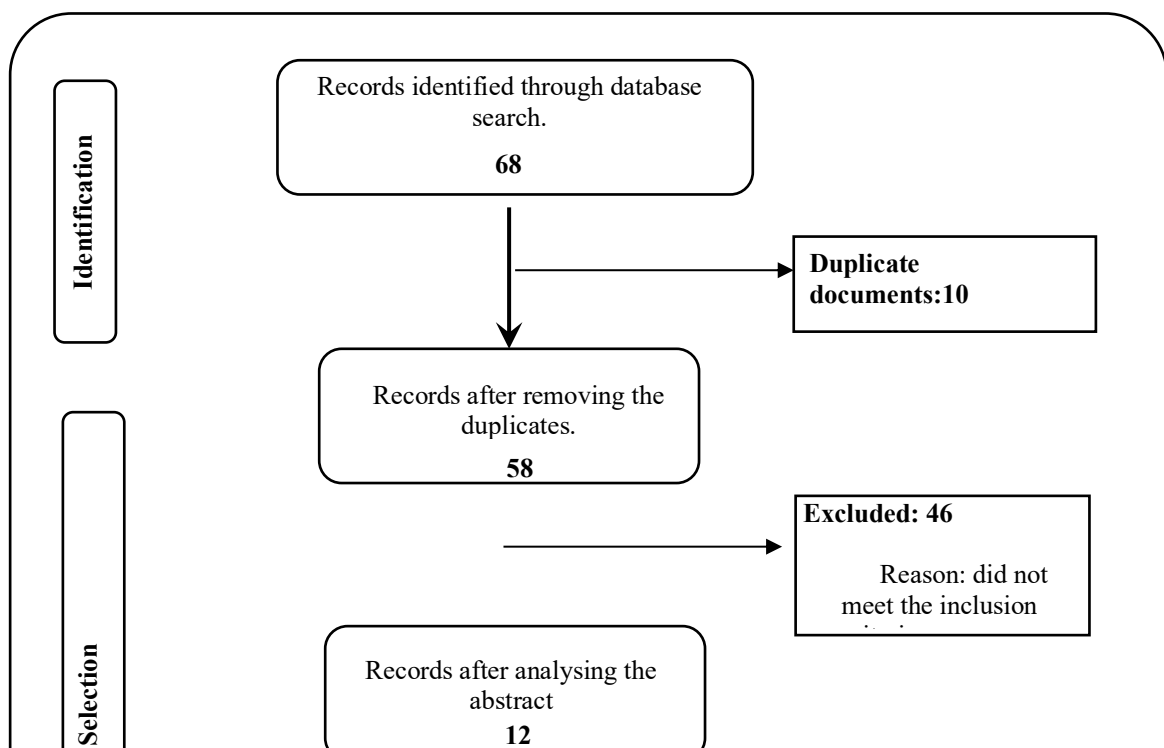 Identification
Records identified through database
search.
68
Duplicate
documents:10
Records after removing the
duplicates.
58
Selection
Excluded: 46
Reason: did not
meet the inclusion
Records after analysing the
abstract
12